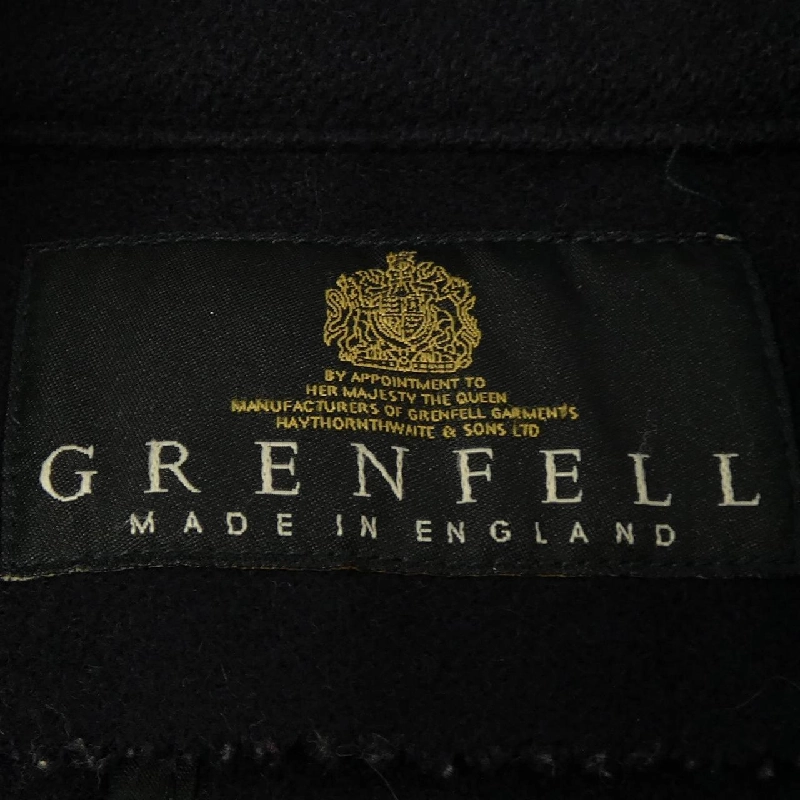 BY APPOINTMENT TO
HER MAJESTY THE QUEEN
MANUFACTURERS OF GRENFELL GARMENTS
HAYTHORNTHWAITE & SONS LTD
GRENFELL
MADE IN ENGLAND